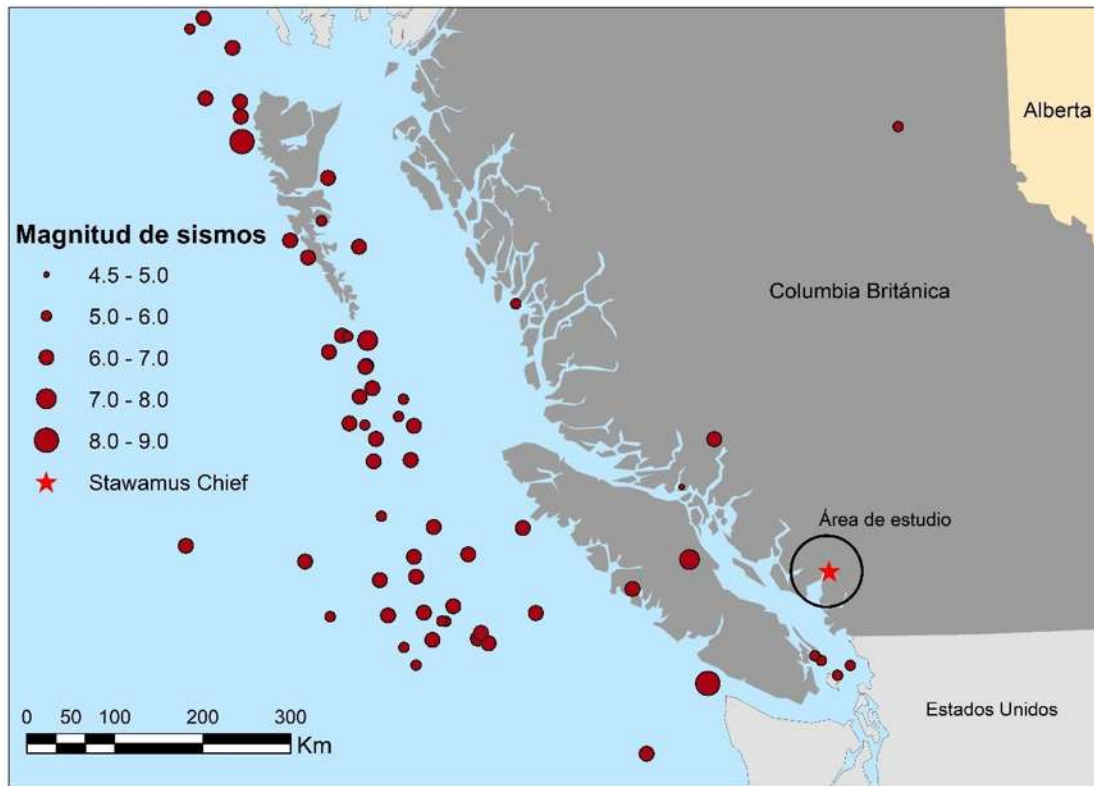 Alberta
Magnitud de sismos
4.5 - 5.0
5.0 - 6.0
6.0 - 7.0
7.0 - 8.0
8.0 - 9.0
Stawamus Chief
Columbia Británica
Área de estudio
Estados Unidos
0 50 100 200 300
Km